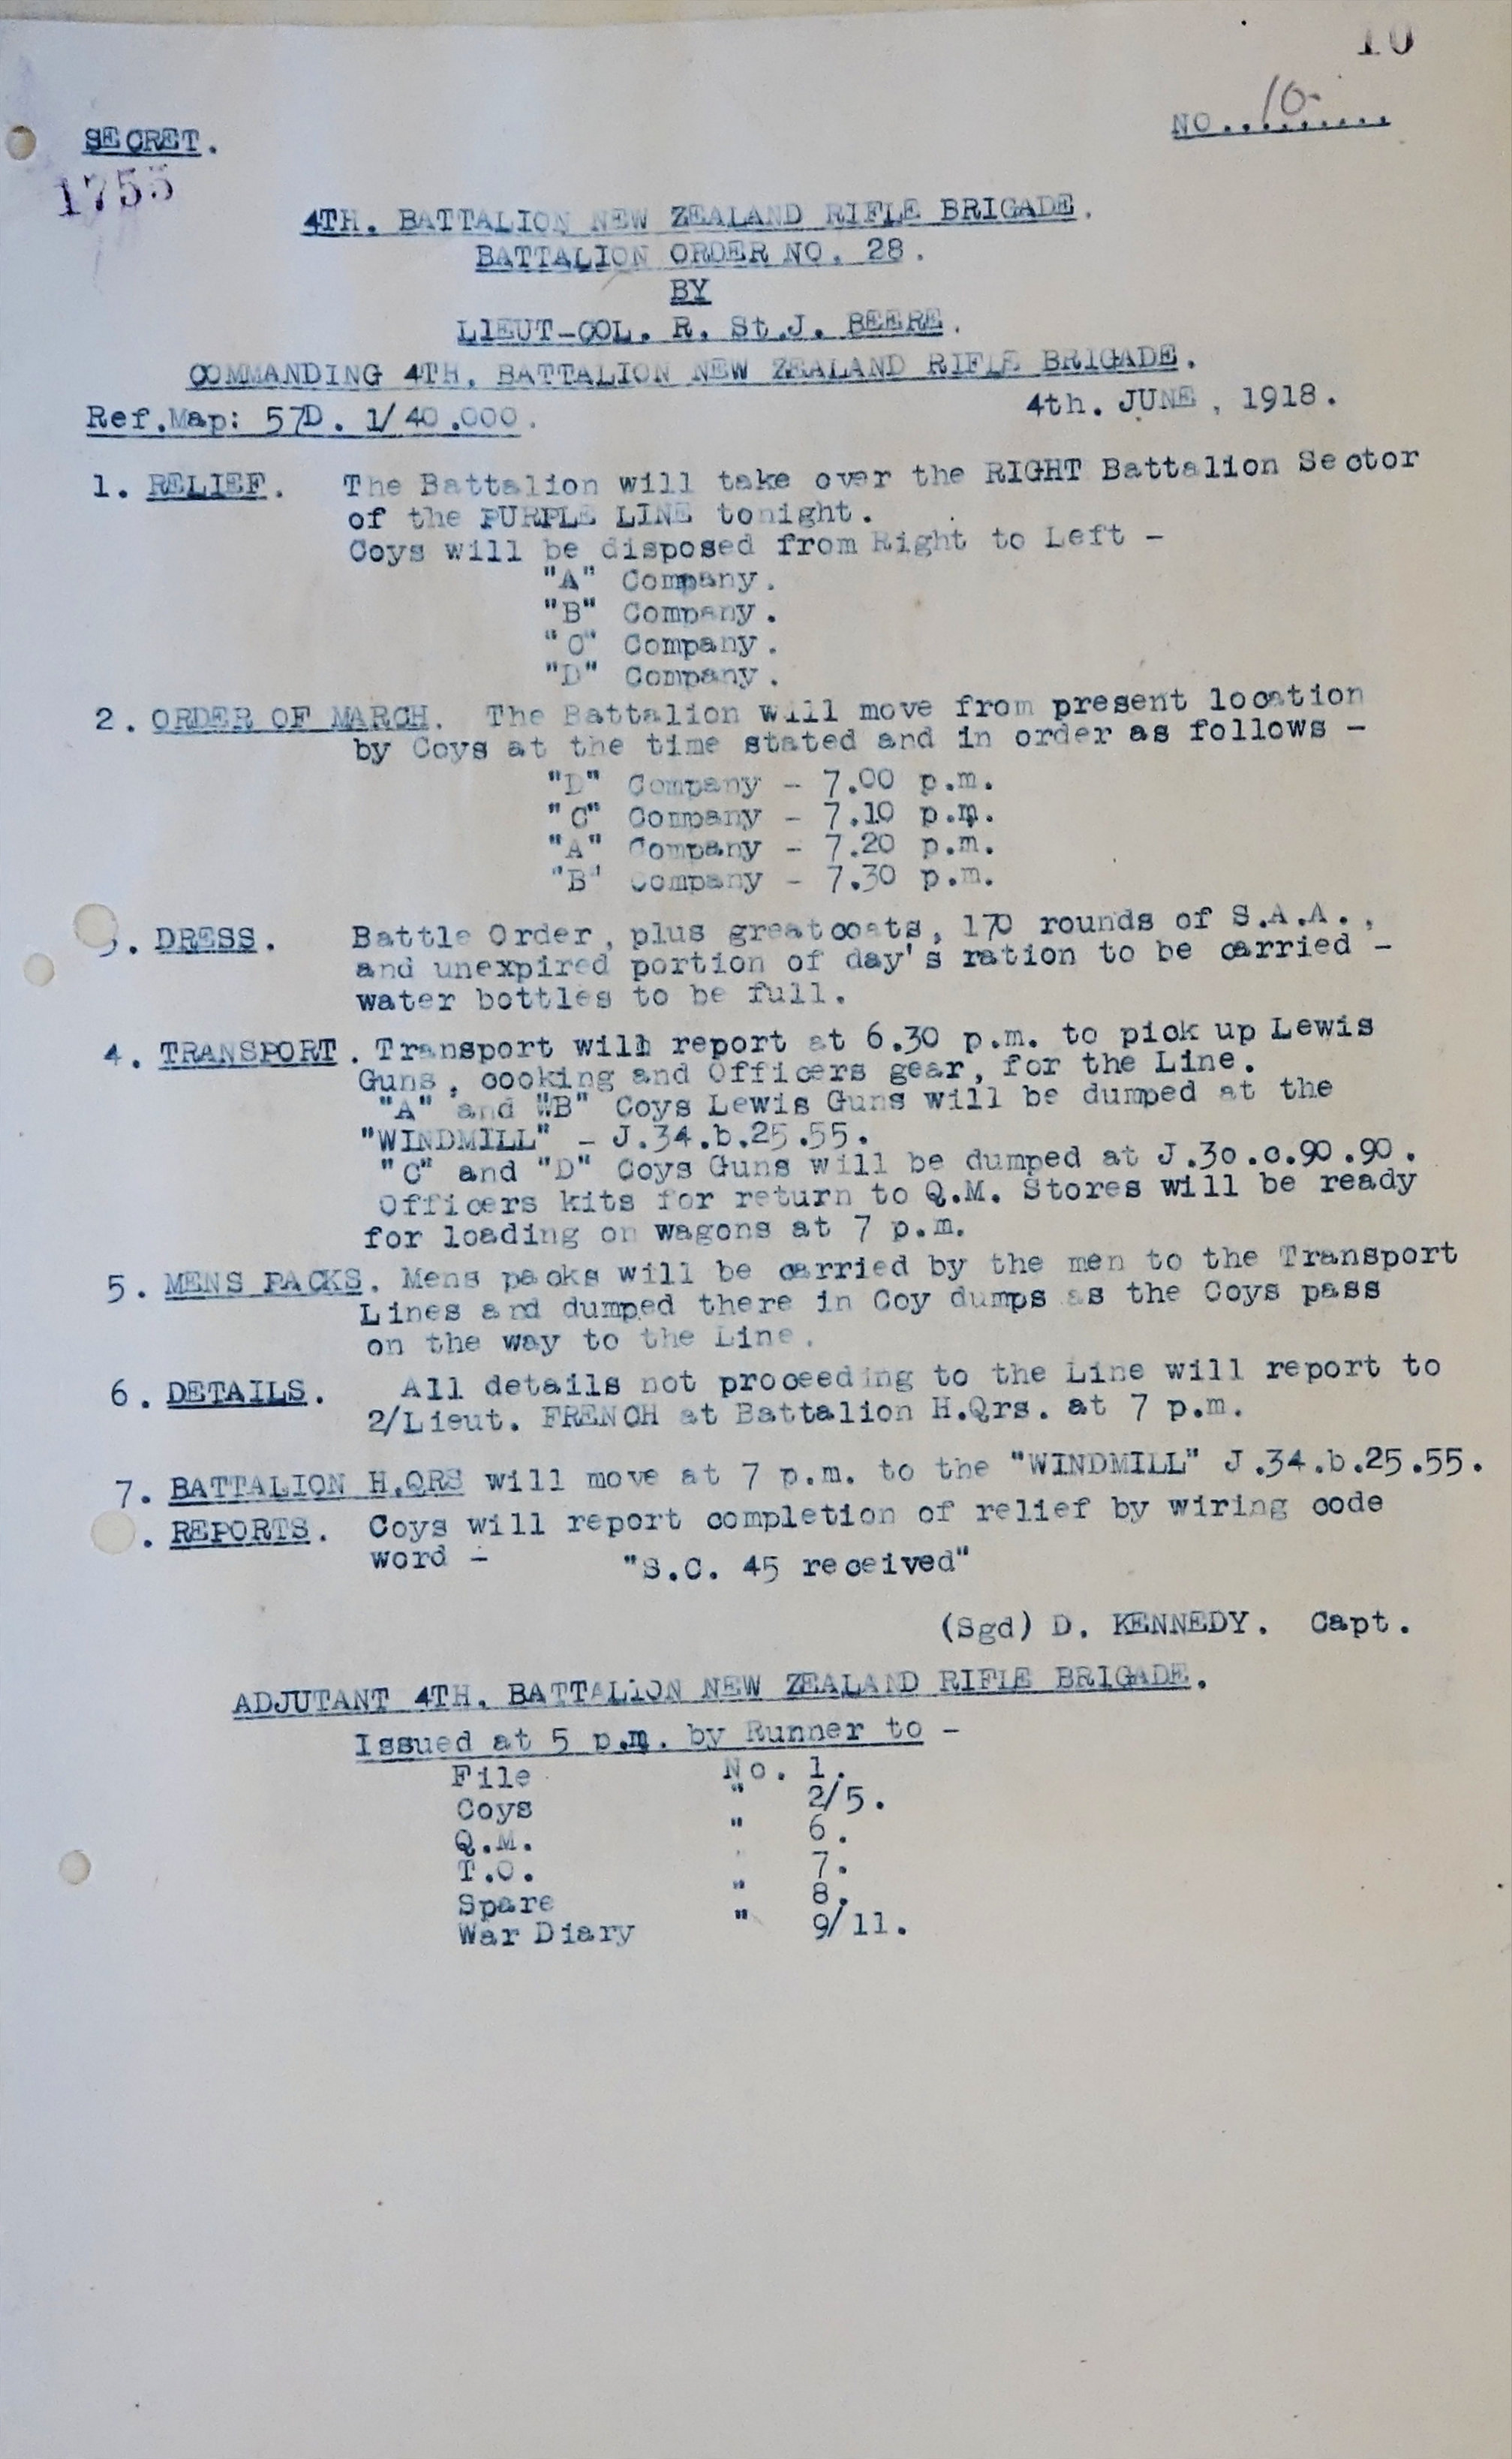 10
NO..........
10
SECRET.
1755
4TH. BATTALION NEW ZEALAND RIFLE BRIGADE.
BATTALION ORDER NO. 28.
BY
LIEUT-COL. R. St.J. BEERE.
COMMANDING 4TH. BATTALION NEW ZEALAND RIFLE BRIGADE.
Ref.Map: 57D. 1/40.000. 4th. JUNE, 1918.
1. RELIEF. The Battalion will take over the RIGHT Battalion Sector
of the PURPLE LINE tonight.
Coys will be disposed from Right to Left -
"A" Company.
"B" Company.
"C" Company.
"D" Company.
2. ORDER OF MARCH. The Battalion will move from present location
by Coys at the time stated and in order as follows -
"D" Company - 7.00 p.m.
"C" Company - 7.10 p.m.
"A" Company - 7.20 p.m.
"B" Company - 7.30 p.m.
. DRESS. Battle Order, plus greatcoats, 170 rounds of S.A.A.,
and unexpired portion of day's ration to be carried -
water bottles to be full.
4. TRANSPORT. Transport will report at 6.30 p.m. to pick up Lewis
Guns, cooking and Officers gear, for the Line.
"A" and "B" Coys Lewis Guns will be dumped at the
"WINDMILL" - J.34.b.25.55.
"C" and "D" Coys Guns will be dumped at J.30.c.90.90.
Officers kits for return to Q.M. Stores will be ready
for loading on wagons at 7 p.m.
5. MENS PACKS. Mens packs will be carried by the men to the Transport
Lines and dumped there in Coy dumps as the Coys pass
on the way to the Line.
6. DETAILS. All details not proceeding to the Line will report to
2/Lieut. FRENCH at Battalion H.Qrs. at 7 p.m.
7. BATTALION H.QRS will move at 7 p.m. to the "WINDMILL" J.34.b.25.55.
. REPORTS. Coys will report completion of relief by wiring code
word - "S.C. 45 received"
(Sgd) D. KENNEDY. Capt.
ADJUTANT 4TH. BATTALION NEW ZEALAND RIFLE BRIGADE.
Issued at 5 p.m. by Runner to -
File No. 1.
Coys " 2/5.
Q.M. " 6.
T.O. ' 7.
Spare " 8.
War Diary " 9/11.